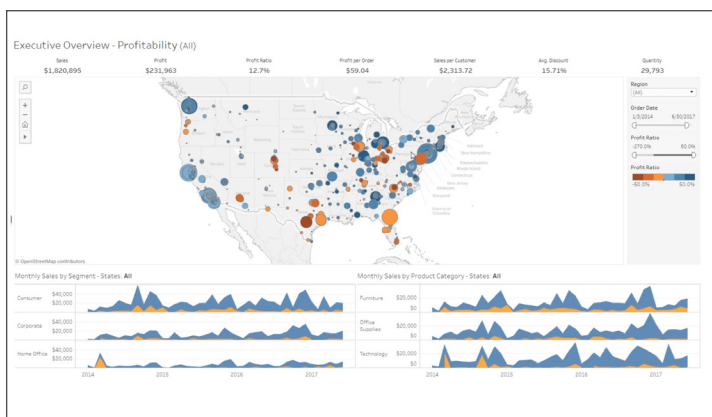 Executive Overview - Profitability (All)
Sales Profit Profit Ratio Profit per Order Sales per Customer Avg. Discount Quantity
$1,820,895 $231,963 12.7% $59.04 $2,313.72 15.71% 29,793
Region
(All)
Order Date
1/3/2014 6/30/2017
Profit Ratio
-270.0% 50.0%
Profit Ratio
-50.0% 50.0%
© OpenStreetMap contributors
Monthly Sales by Segment - States: All
Consumer $40,000
$20,000
Corporate $40,000
$20,000
Home Office $40,000
$20,000
2014 2015 2016 2017
Monthly Sales by Product Category - States: All
Furniture $20,000
$0
Office Supplies $20,000
$0
Technology $20,000
$0
2014 2015 2016 2017